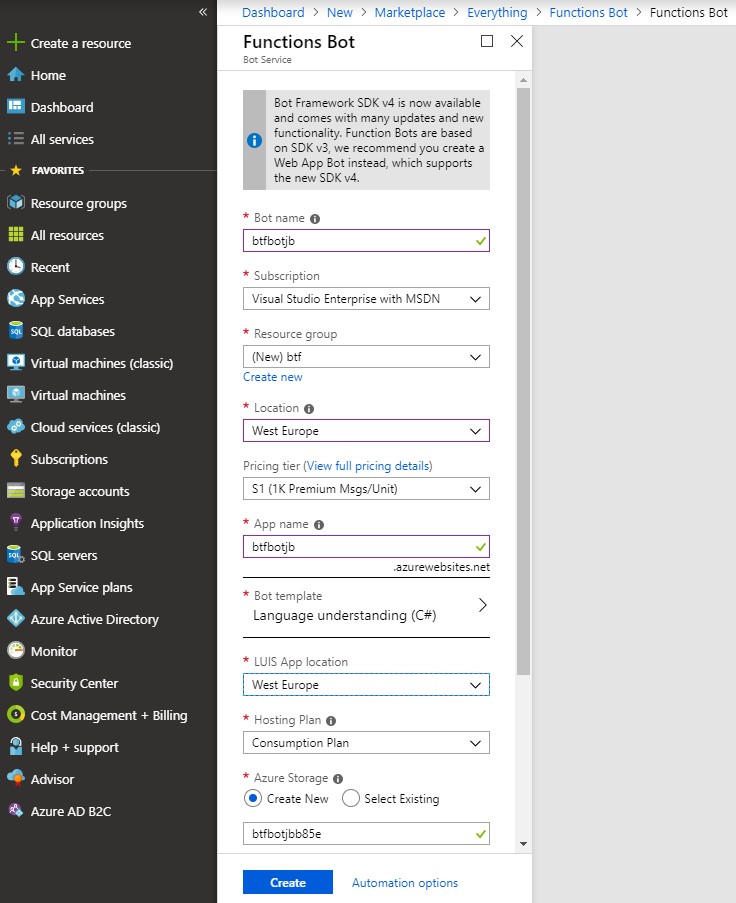 «
Create a resource
Home
Dashboard
All services
FAVORITES
Resource groups
All resources
Recent
App Services
SQL databases
Virtual machines (classic)
Virtual machines
Cloud services (classic)
Subscriptions
Storage accounts
Application Insights
SQL servers
App Service plans
Azure Active Directory
Monitor
Security Center
Cost Management + Billing
Help + support
Advisor
Azure AD B2C
Dashboard > New > Marketplace > Everything > Functions Bot > Functions Bot
Functions Bot
Bot Service
Bot Framework SDK v4 is now available
and comes with many updates and new
functionality. Function Bots are based
on SDK v3, we recommend you create a
Web App Bot instead, which supports
the new SDK v4.
* Bot name
btfbotjb
* Subscription
Visual Studio Enterprise with MSDN
* Resource group
(New) btf
Create new
* Location
West Europe
Pricing tier (View full pricing details)
S1 (1K Premium Msgs/Unit)
* App name
btfbotjb
.azurewebsites.net
* Bot template
Language understanding (C#)
* LUIS App location
West Europe
* Hosting Plan
Consumption Plan
* Azure Storage
Create New Select Existing
btfbotjbb85e
Create Automation options